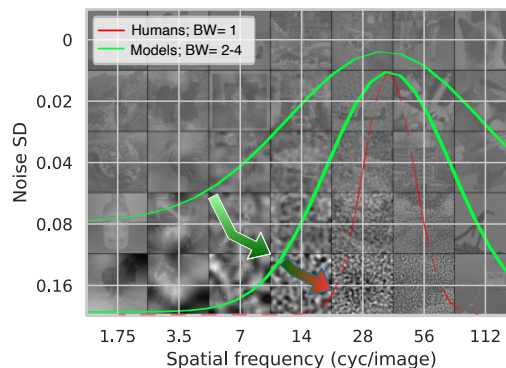 Humans; BW= 1
Models; BW= 2-4
Noise SD
0
0.02
0.04
0.08
0.16
1.75 3.5 7 14 28 56 112
Spatial frequency (cyc/image)